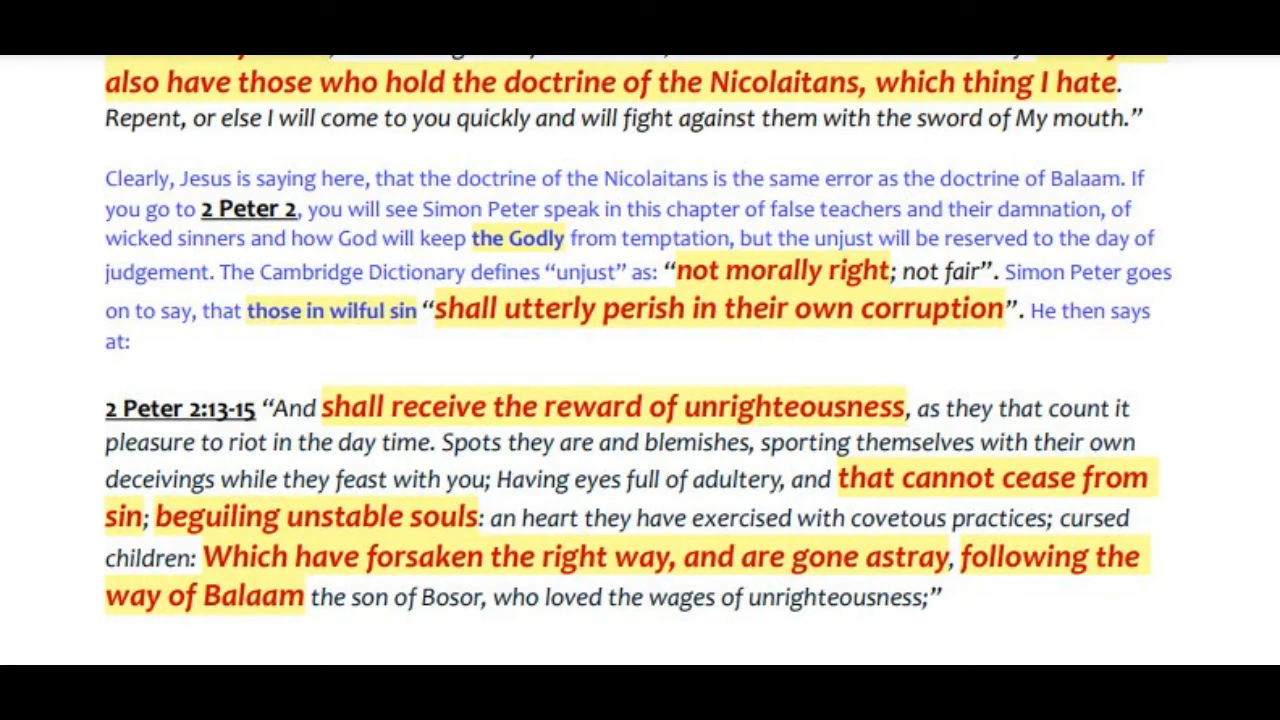 also have those who hold the doctrine of the Nicolaitans, which thing I hate.
Repent, or else I will come to you quickly and will fight against them with the sword of My mouth.”
Clearly, Jesus is saying here, that the doctrine of the Nicolaitans is the same error as the doctrine of Balaam. If
you go to 2 Peter 2, you will see Simon Peter speak in this chapter of false teachers and their damnation, of
wicked sinners and how God will keep the Godly from temptation, but the unjust will be reserved to the day of
judgement. The Cambridge Dictionary defines “unjust” as: “not morally right; not fair”. Simon Peter goes
on to say, that those in wilful sin “shall utterly perish in their own corruption”. He then says
at:
2 Peter 2:13-15 “And shall receive the reward of unrighteousness, as they that count it
pleasure to riot in the day time. Spots they are and blemishes, sporting themselves with their own
deceivings while they feast with you; Having eyes full of adultery, and that cannot cease from
sin; beguiling unstable souls: an heart they have exercised with covetous practices; cursed
children: Which have forsaken the right way, and are gone astray, following the
way of Balaam the son of Bosor, who loved the wages of unrighteousness;”